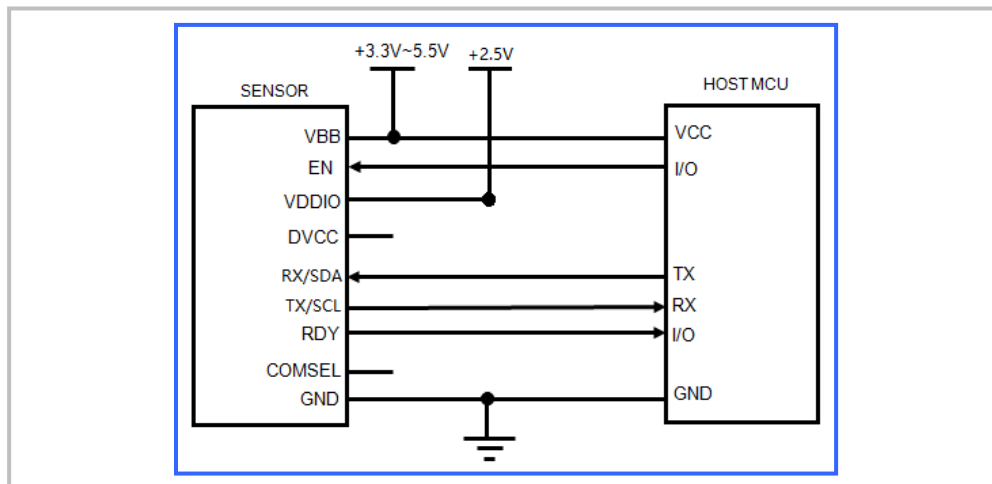 +3.3V~5.5V
+2.5V
SENSOR
HOST MCU
VBB
VCC
EN
I/O
VDDIO
DVCC
RX/SDA
TX
TX/SCL
RX
RDY
I/O
COMSEL
GND
GND